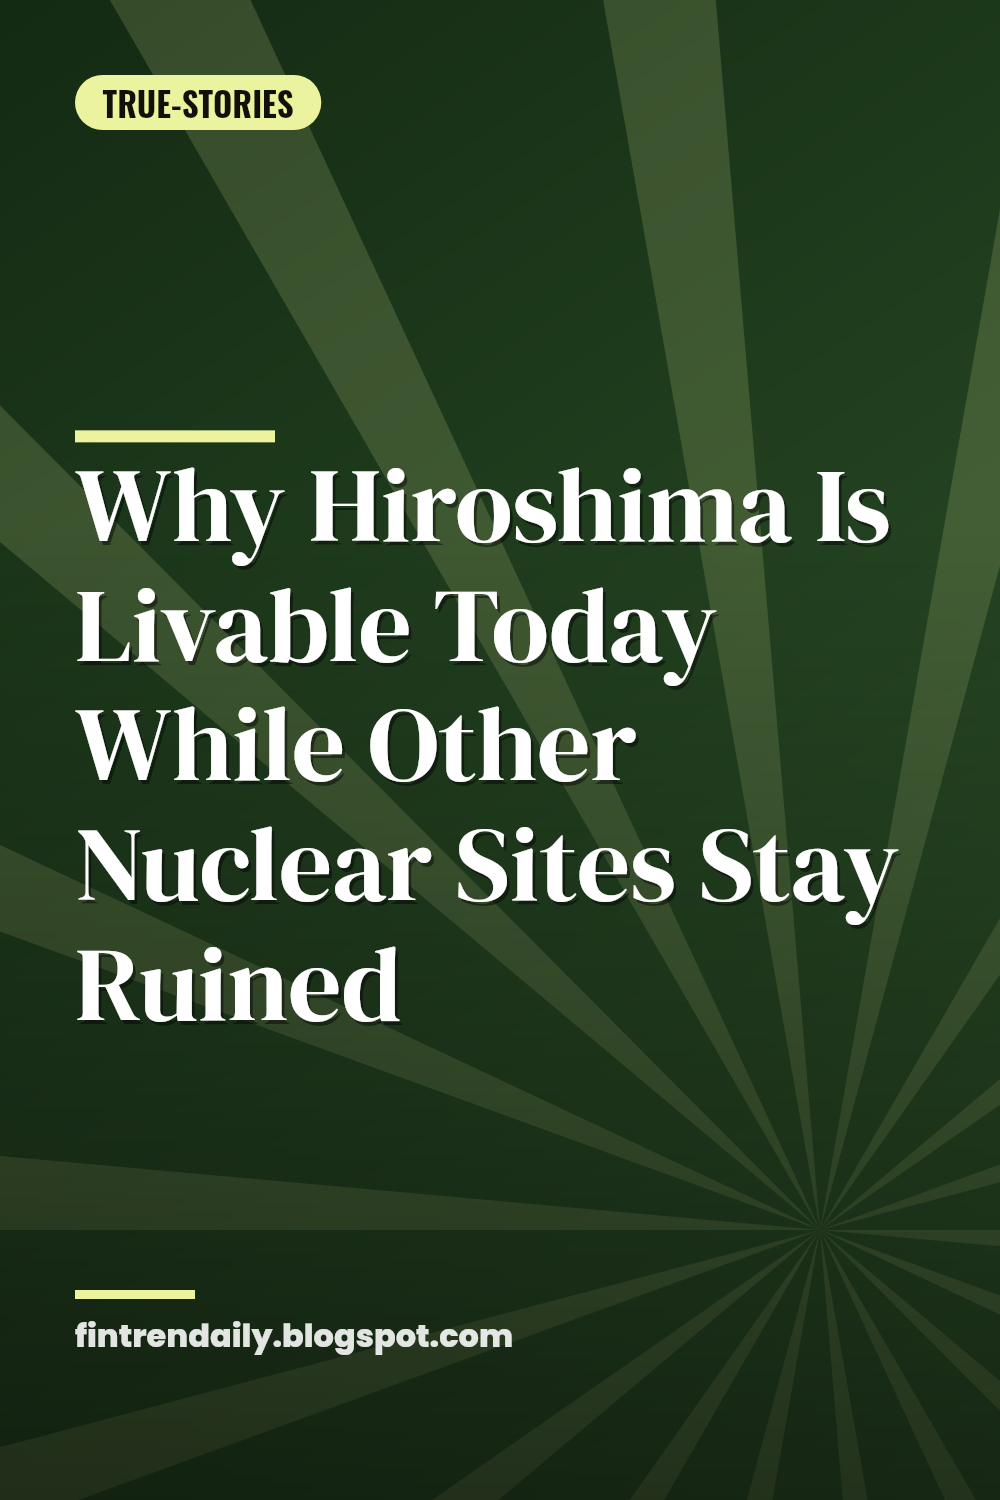 TRUE-STORIES
Why Hiroshima Is
Livable Today
While Other
Nuclear Sites Stay
Ruined
fintrendaily.blogspot.com